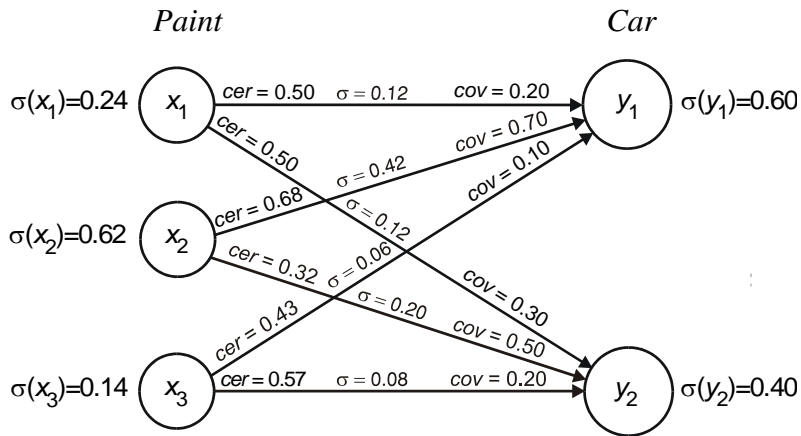 Paint Car
σ(x₁)=0.24 x₁ cer = 0.50 σ = 0.12 cov = 0.20 y₁ σ(y₁)=0.60
cer = 0.50 σ = 0.12 cov = 0.30
cer = 0.68 σ = 0.42 cov = 0.70
σ(x₂)=0.62 x₂
cer = 0.32 σ = 0.20 cov = 0.50
cer = 0.43 σ = 0.06 cov = 0.10
σ(x₃)=0.14 x₃ cer = 0.57 σ = 0.08 cov = 0.20 y₂ σ(y₂)=0.40